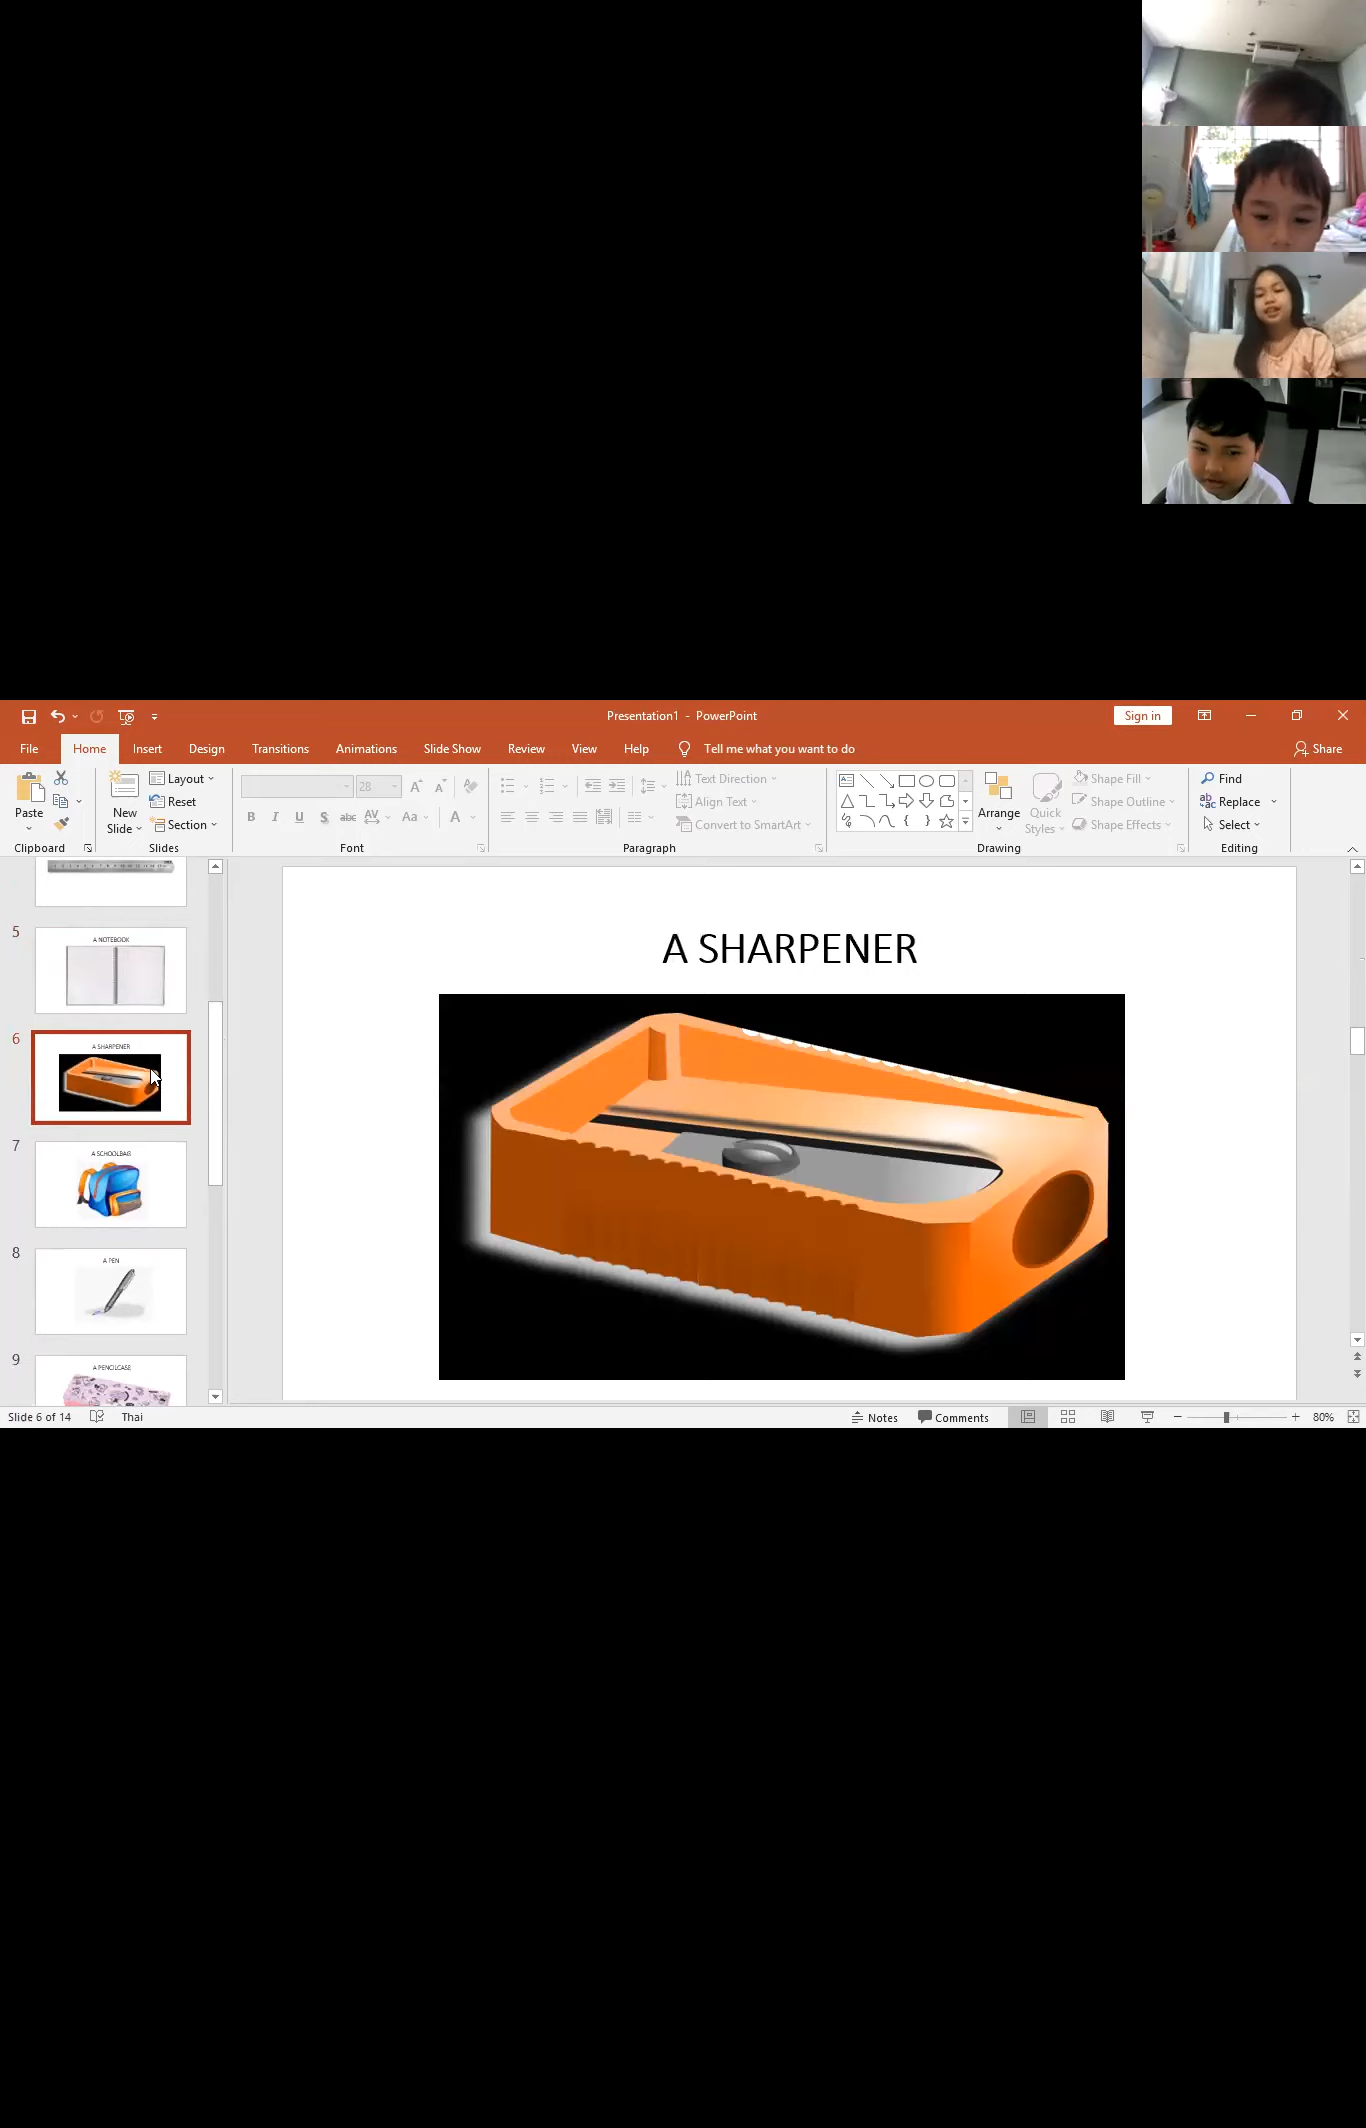 Presentation1 - PowerPoint
Sign in
File Home Insert Design Transitions Animations Slide Show Review View Help Tell me what you want to do Share
Paste
New Slide
Layout
Reset
Section
28
B I U S abc AV Aa A
Text Direction
Align Text
Convert to SmartArt
Arrange
Quick Styles
Shape Fill
Shape Outline
Shape Effects
Find
Replace
Select
Clipboard Slides Font Paragraph Drawing Editing
5
A NOTEBOOK
6
A SHARPENER
7
A SCHOOLBAG
8
A PEN
9
A PENCILCASE
A SHARPENER
Slide 6 of 14 Thai Notes Comments 80%